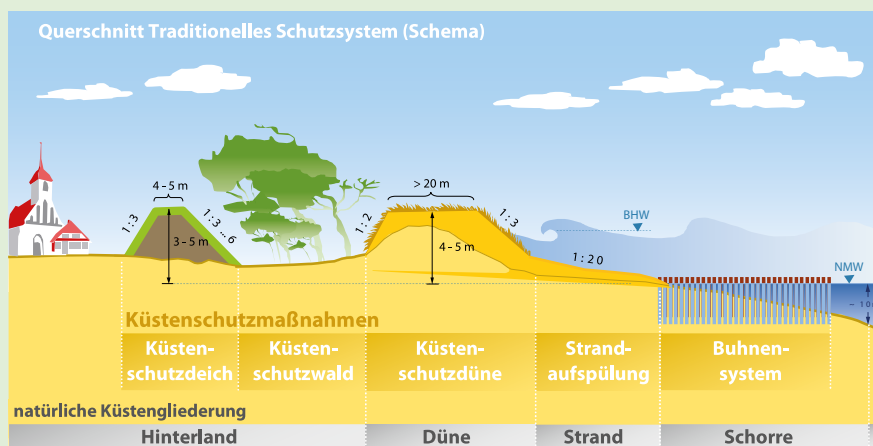 Querschnitt Traditionelles Schutzsystem (Schema)
4 - 5 m
1 : 3
1 : 3 ... 6
3 - 5 m
> 20 m
1 : 2
1 : 3
4 - 5 m
BHW
1 : 20
NMW
Küstenschutzmaßnahmen
Küsten-
schutzdeich
Küsten-
schutzwald
Küsten-
schutzdüne
Strand-
aufspülung
Buhnen-
system
natürliche Küstengliederung
Hinterland
Düne
Strand
Schorre